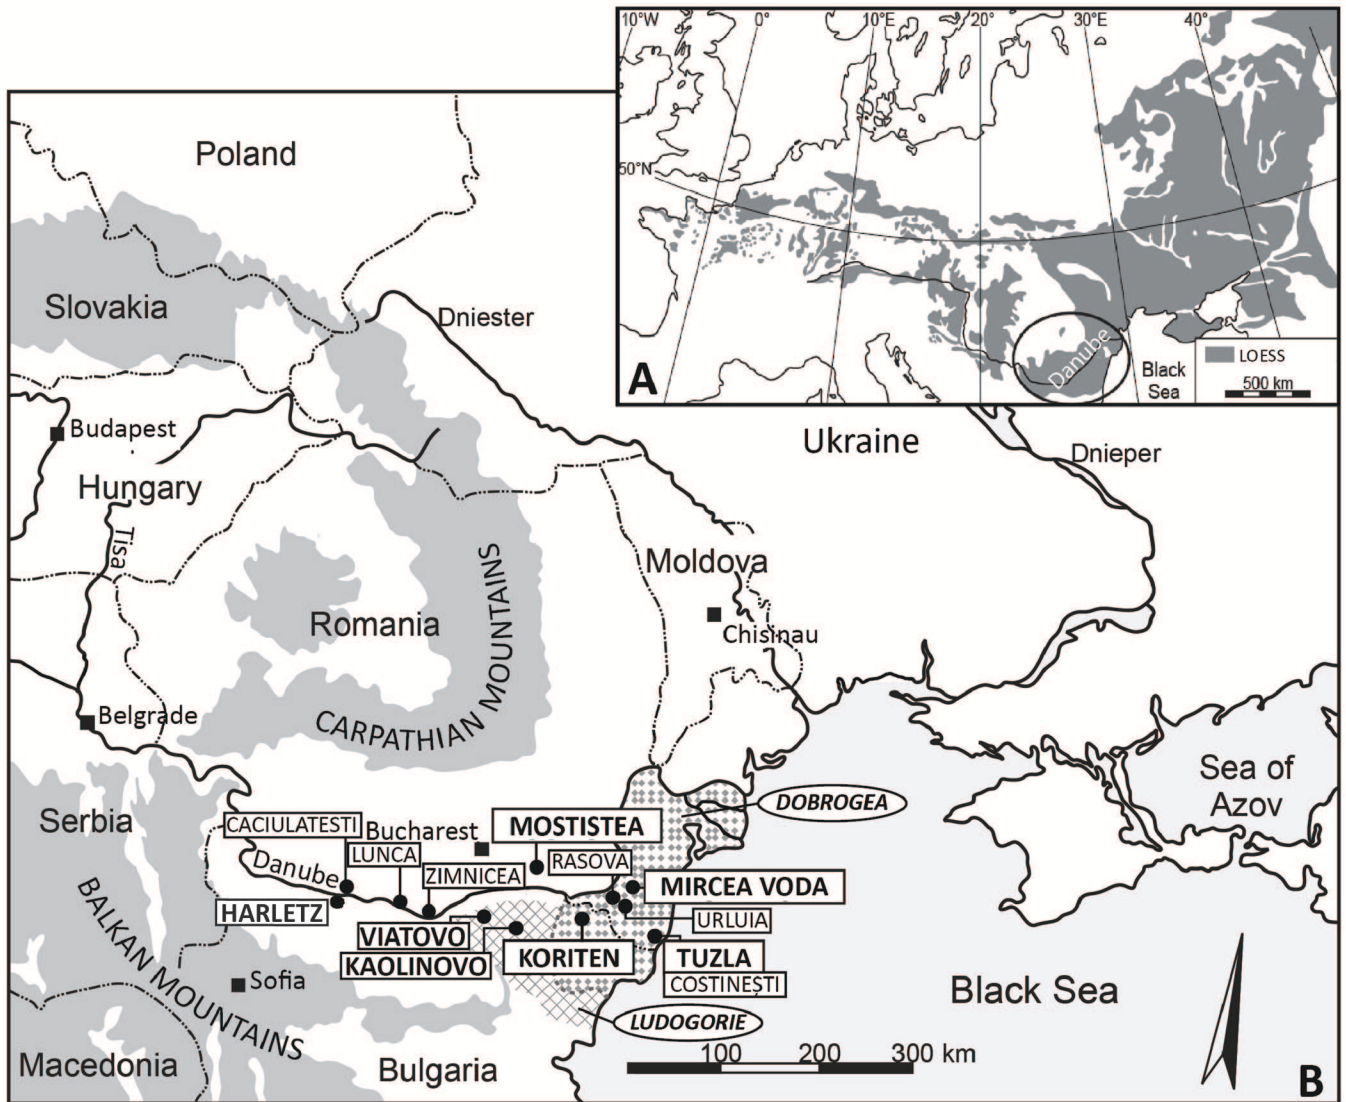 10°W
0°
10°E
20°
30°E
40°
50°N
Danube
Black
Sea
LOESS
500 km
A
Poland
Slovakia
Dniester
Budapest
Hungary
Tisa
Ukraine
Dnieper
Moldova
Chisinau
Romania
CARPATHIAN MOUNTAINS
Belgrade
Serbia
Sea of
Azov
DOBROGEA
CACIULATESTI
Bucharest
MOSTISTEA
LUNCA
RASOVA
Danube
ZIMNICEA
MIRCEA VODA
HARLETZ
URLUIA
VIATOVO
KAOLINOVO
KORITEN
TUZLA
COSTINEȘTI
BALKAN MOUNTAINS
Sofia
Black Sea
LUDOGORIE
Macedonia
Bulgaria
100 200 300 km
B